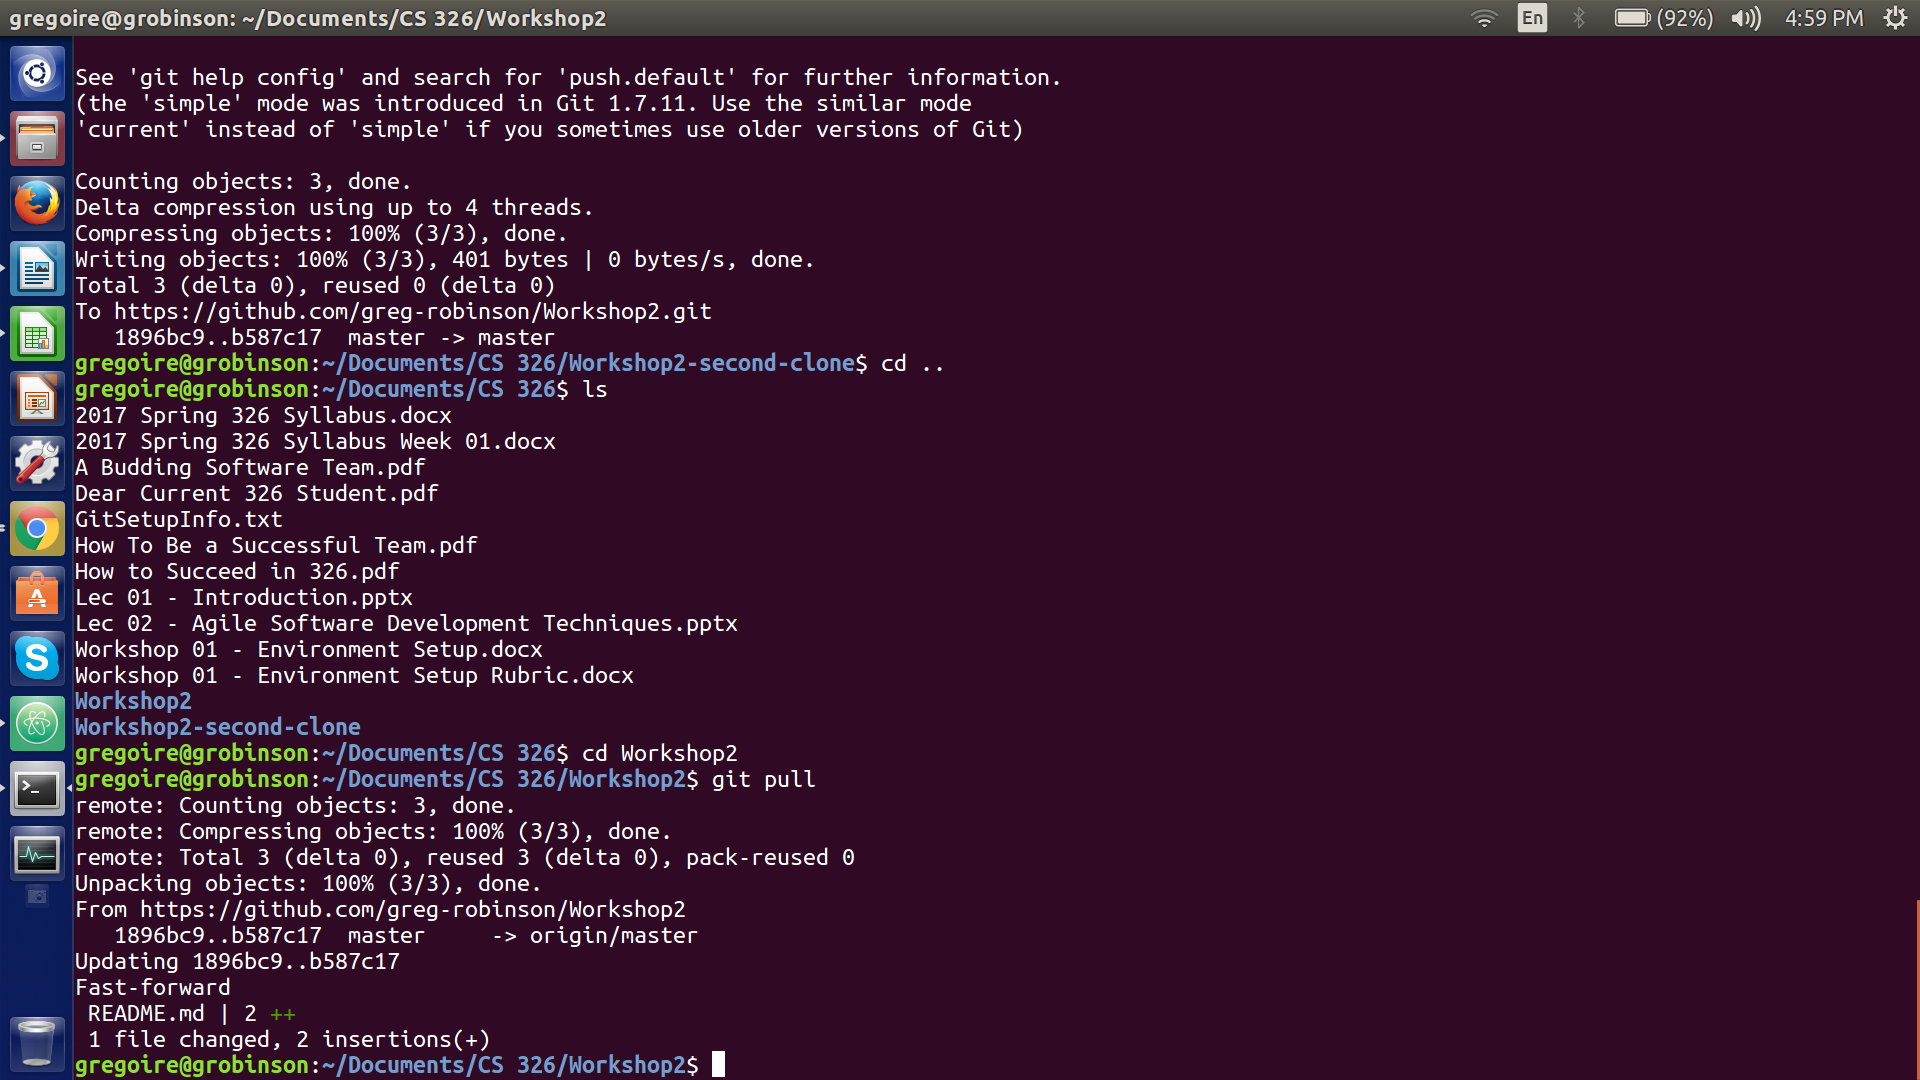 gregoire@grobinson: ~/Documents/CS 326/Workshop2
En
(92%)
4:59 PM
See 'git help config' and search for 'push.default' for further information.
(the 'simple' mode was introduced in Git 1.7.11. Use the similar mode
'current' instead of 'simple' if you sometimes use older versions of Git)
Counting objects: 3, done.
Delta compression using up to 4 threads.
Compressing objects: 100% (3/3), done.
Writing objects: 100% (3/3), 401 bytes | 0 bytes/s, done.
Total 3 (delta 0), reused 0 (delta 0)
To https://github.com/greg-robinson/Workshop2.git
   1896bc9..b587c17  master -> master
gregoire@grobinson:~/Documents/CS 326/Workshop2-second-clone$ cd ..
gregoire@grobinson:~/Documents/CS 326$ ls
2017 Spring 326 Syllabus.docx
2017 Spring 326 Syllabus Week 01.docx
A Budding Software Team.pdf
Dear Current 326 Student.pdf
GitSetupInfo.txt
How To Be a Successful Team.pdf
How to Succeed in 326.pdf
Lec 01 - Introduction.pptx
Lec 02 - Agile Software Development Techniques.pptx
Workshop 01 - Environment Setup.docx
Workshop 01 - Environment Setup Rubric.docx
Workshop2
Workshop2-second-clone
gregoire@grobinson:~/Documents/CS 326$ cd Workshop2
gregoire@grobinson:~/Documents/CS 326/Workshop2$ git pull
remote: Counting objects: 3, done.
remote: Compressing objects: 100% (3/3), done.
remote: Total 3 (delta 0), reused 3 (delta 0), pack-reused 0
Unpacking objects: 100% (3/3), done.
From https://github.com/greg-robinson/Workshop2
   1896bc9..b587c17  master     -> origin/master
Updating 1896bc9..b587c17
Fast-forward
 README.md | 2 ++
 1 file changed, 2 insertions(+)
gregoire@grobinson:~/Documents/CS 326/Workshop2$